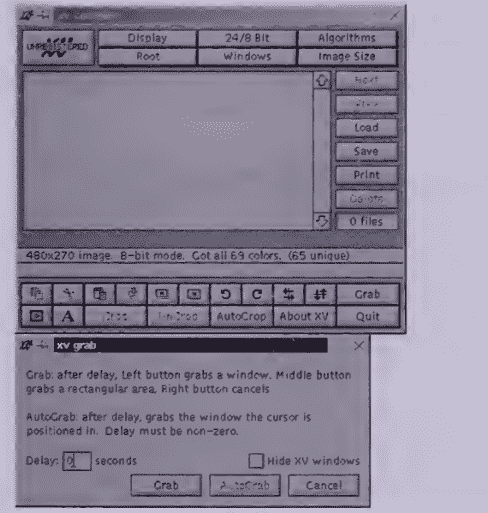 UNREGISTERED
Display 24/8 Bit Algorithms
Root Windows Image Size
Next
Load
Save
Print
Delete
0 files
480x270 image. 8-bit mode. Got all 69 colors. (65 unique)
Grab
A AutoCrop About XV Quit
xv grab
Grab: after delay, Left button grabs a window, Middle button
grabs a rectangular area, Right button cancels
AutoGrab: after delay, grabs the window the cursor is
positioned in. Delay must be non-zero.
Delay: 0 seconds Hide XV windows
Grab AutoGrab Cancel